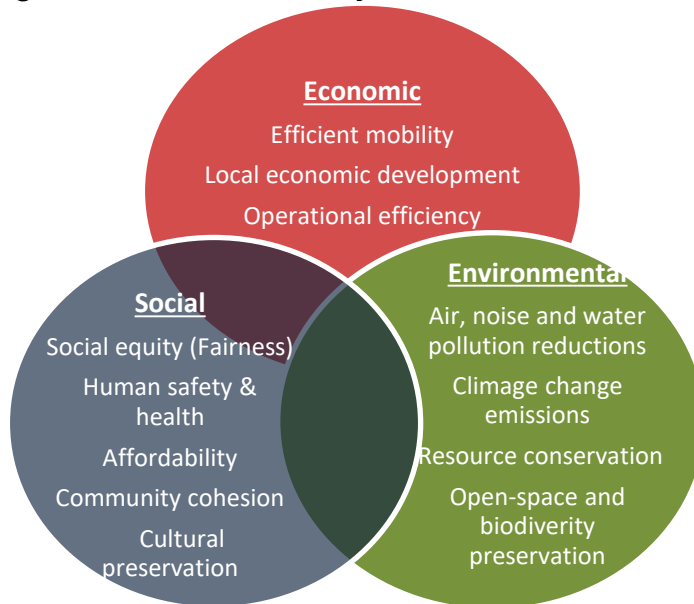 Economic
Efficient mobility
Local economic development
Operational efficiency
Social
Social equity (Fairness)
Human safety &
health
Affordability
Community cohesion
Cultural
preservation
Environmental
Air, noise and water
pollution reductions
Climage change
emissions
Resource conservation
Open-space and
biodiverity
preservation